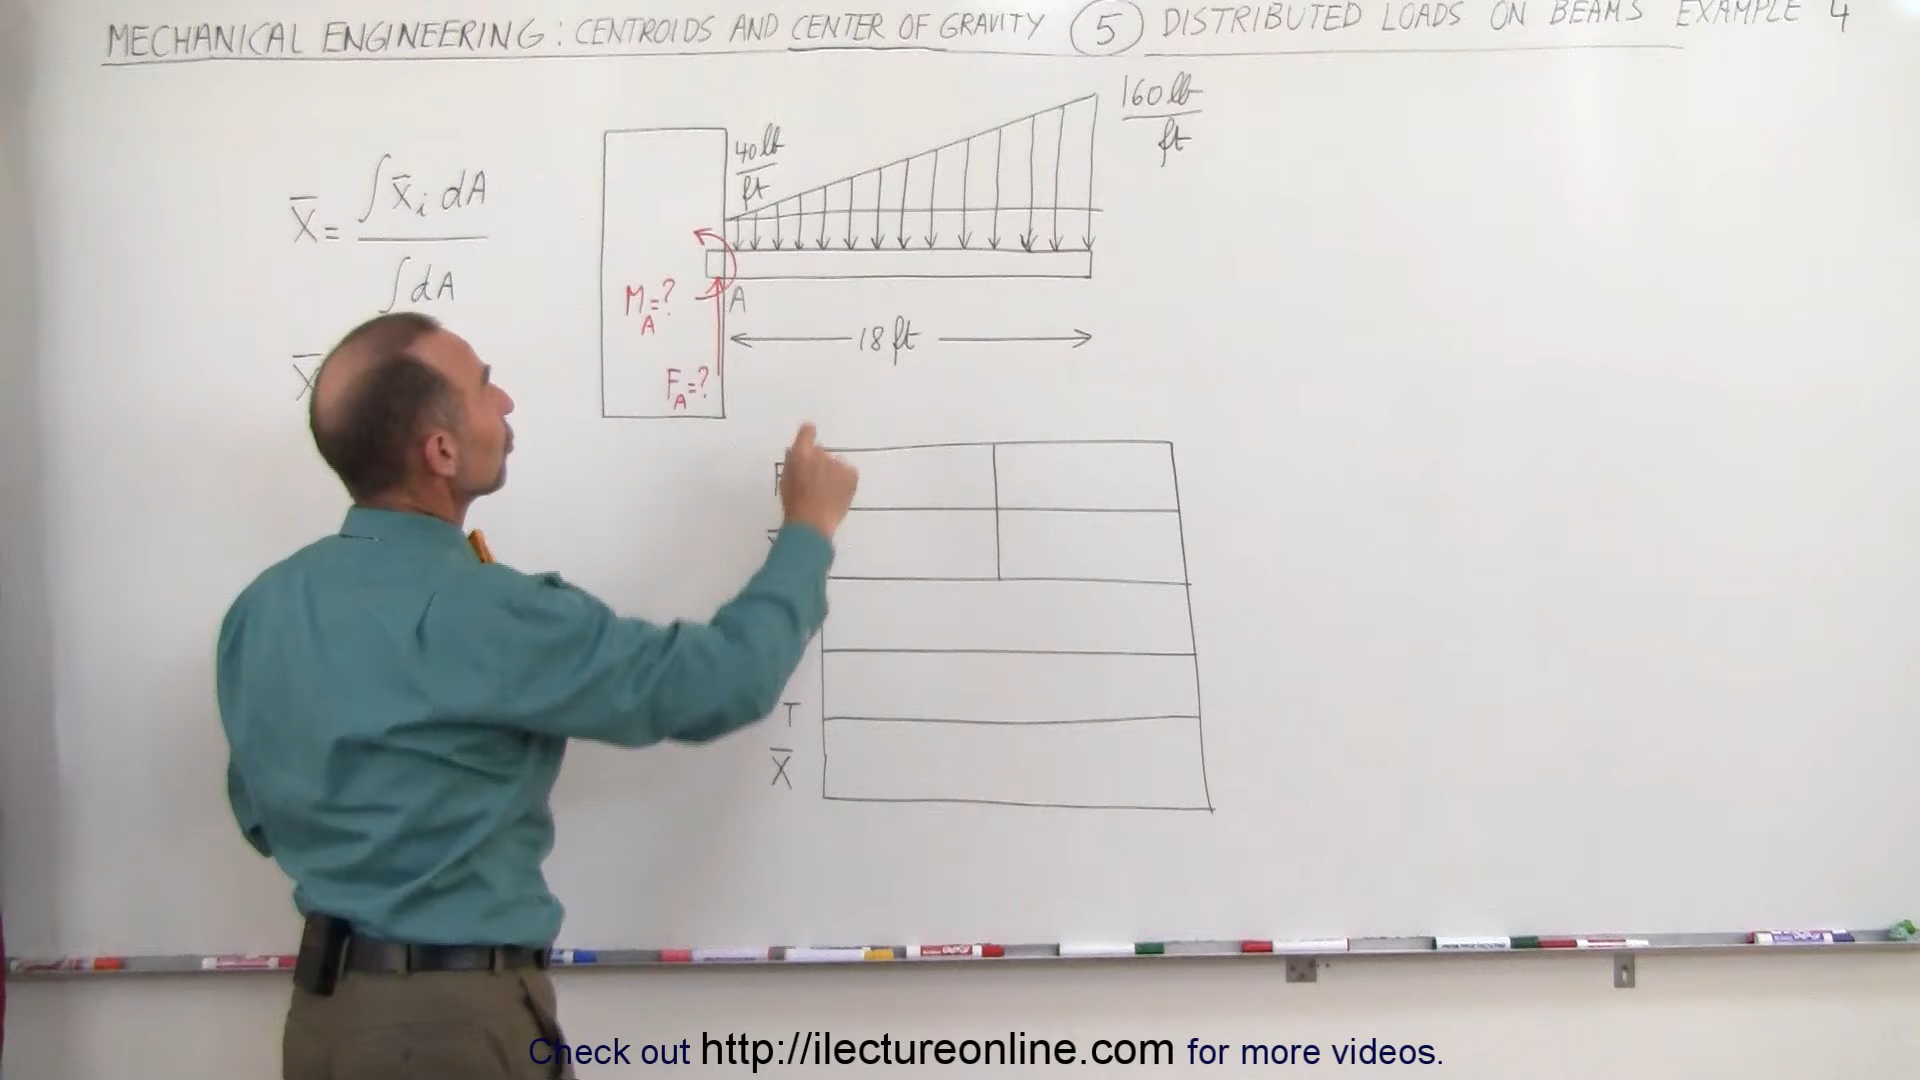 MECHANICAL ENGINEERING: CENTROIDS AND CENTER OF GRAVITY 5 DISTRIBUTED LOADS ON BEAMS EXAMPLE 4
160 lb
ft
40 lb
ft
X̄ = ∫ x̄i dA
∫ dA
X̄
M_A = ?
A
18 ft
F_A = ?
F
T
X̄
Check out http://ilectureonline.com for more videos.